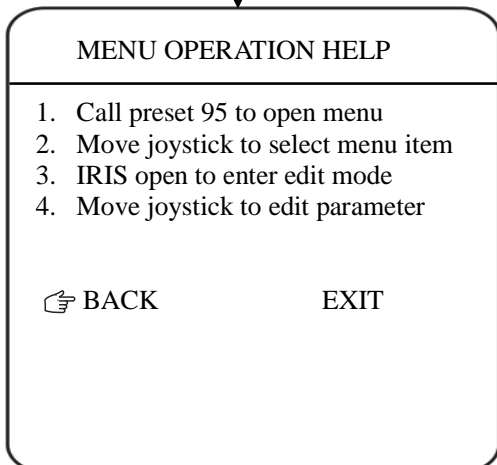 MENU OPERATION HELP
1. Call preset 95 to open menu
2. Move joystick to select menu item
3. IRIS open to enter edit mode
4. Move joystick to edit parameter
BACK EXIT